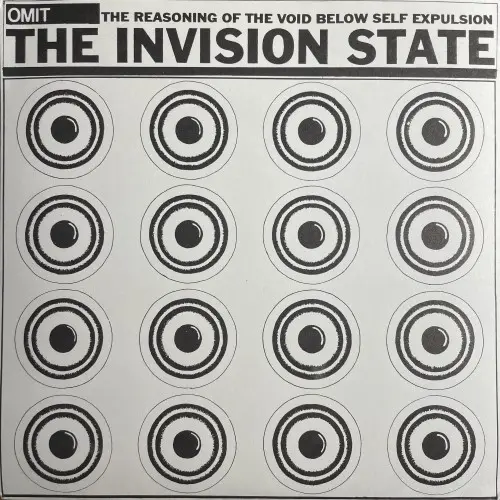 OMIT
THE REASONING OF THE VOID BELOW SELF EXPULSION
THE INVISION STATE